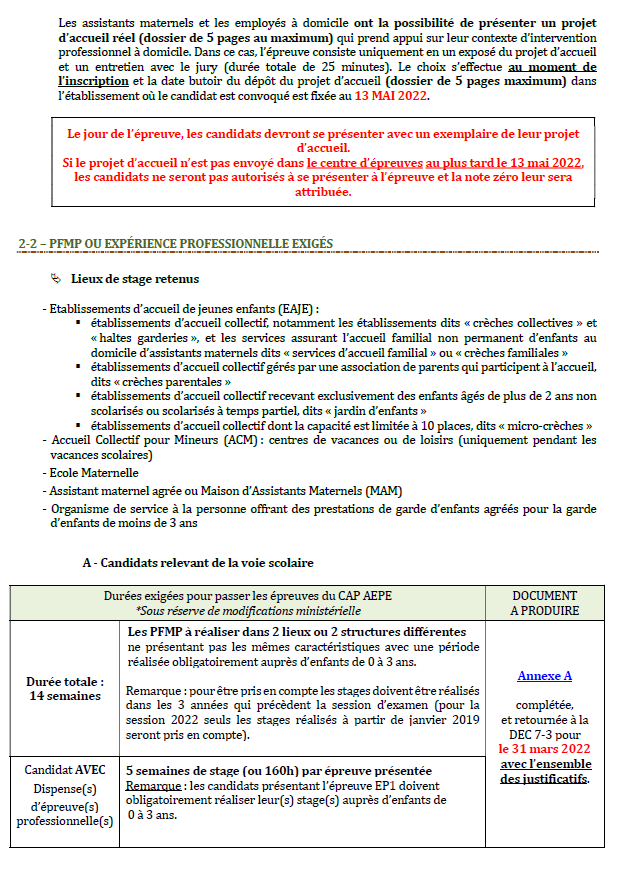 Les assistants maternels et les employés à domicile ont la possibilité de présenter un projet
d'accueil réel (dossier de 5 pages au maximum) qui prend appui sur leur contexte d'intervention
professionnel à domicile. Dans ce cas, l'épreuve consiste uniquement en un exposé du projet d'accueil
et un entretien avec le jury (durée totale de 25 minutes). Le choix s'effectue au moment de
l'inscription et la date butoir du dépôt du projet d'accueil (dossier de 5 pages maximum) dans
l'établissement où le candidat est convoqué est fixée au 13 MAI 2022.
Le jour de l'épreuve, les candidats devront se présenter avec un exemplaire de leur projet
d'accueil.
Si le projet d'accueil n'est pas envoyé dans le centre d'épreuves au plus tard le 13 mai 2022,
les candidats ne seront pas autorisés à se présenter à l'épreuve et la note zéro leur sera
attribuée.
2-2 – PFMP OU EXPÉRIENCE PROFESSIONNELLE EXIGÉS
Lieux de stage retenus
- Etablissements d'accueil de jeunes enfants (EAJE) :
▪ établissements d'accueil collectif, notamment les établissements dits « crèches collectives » et
« haltes garderies », et les services assurant l'accueil familial non permanent d'enfants au
domicile d'assistants maternels dits « services d'accueil familial » ou « crèches familiales »
▪ établissements d'accueil collectif gérés par une association de parents qui participent à l'accueil,
dits « crèches parentales »
▪ établissements d'accueil collectif recevant exclusivement des enfants âgés de plus de 2 ans non
scolarisés ou scolarisés à temps partiel, dits « jardin d'enfants »
▪ établissements d'accueil collectif dont la capacité est limitée à 10 places, dits « micro-crèches »
- Accueil Collectif pour Mineurs (ACM) : centres de vacances ou de loisirs (uniquement pendant les
vacances scolaires)
- Ecole Maternelle
- Assistant maternel agrée ou Maison d'Assistants Maternels (MAM)
- Organisme de service à la personne offrant des prestations de garde d'enfants agréés pour la garde
d'enfants de moins de 3 ans
A - Candidats relevant de la voie scolaire
Durées exigées pour passer les épreuves du CAP AEPE
*Sous réserve de modifications ministérielle
DOCUMENT
A PRODUIRE
Durée totale :
14 semaines
Les PFMP à réaliser dans 2 lieux ou 2 structures différentes
ne présentant pas les mêmes caractéristiques avec une période
réalisée obligatoirement auprès d'enfants de 0 à 3 ans.
Remarque : pour être pris en compte les stages doivent être réalisés
dans les 3 années qui précèdent la session d'examen (pour la
session 2022 seuls les stages réalisés à partir de janvier 2019
seront pris en compte).
Annexe A
complétée,
et retournée à la
DEC 7-3 pour
le 31 mars 2022
avec l'ensemble
des justificatifs.
Candidat AVEC
Dispense(s)
d'épreuve(s)
professionnelle(s)
5 semaines de stage (ou 160h) par épreuve présentée
Remarque : les candidats présentant l'épreuve EP1 doivent
obligatoirement réaliser leur(s) stage(s) auprès d'enfants de
0 à 3 ans.